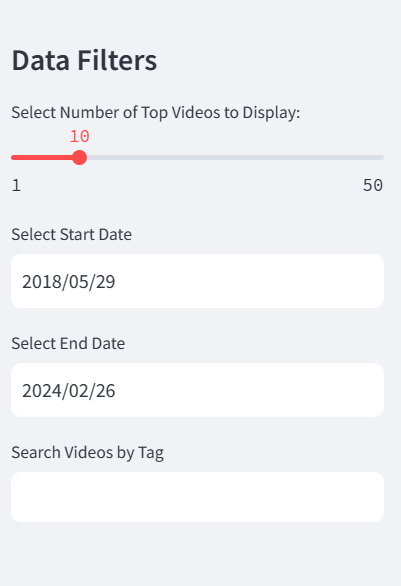 Data Filters
Select Number of Top Videos to Display:
10
1 50
Select Start Date
2018/05/29
Select End Date
2024/02/26
Search Videos by Tag